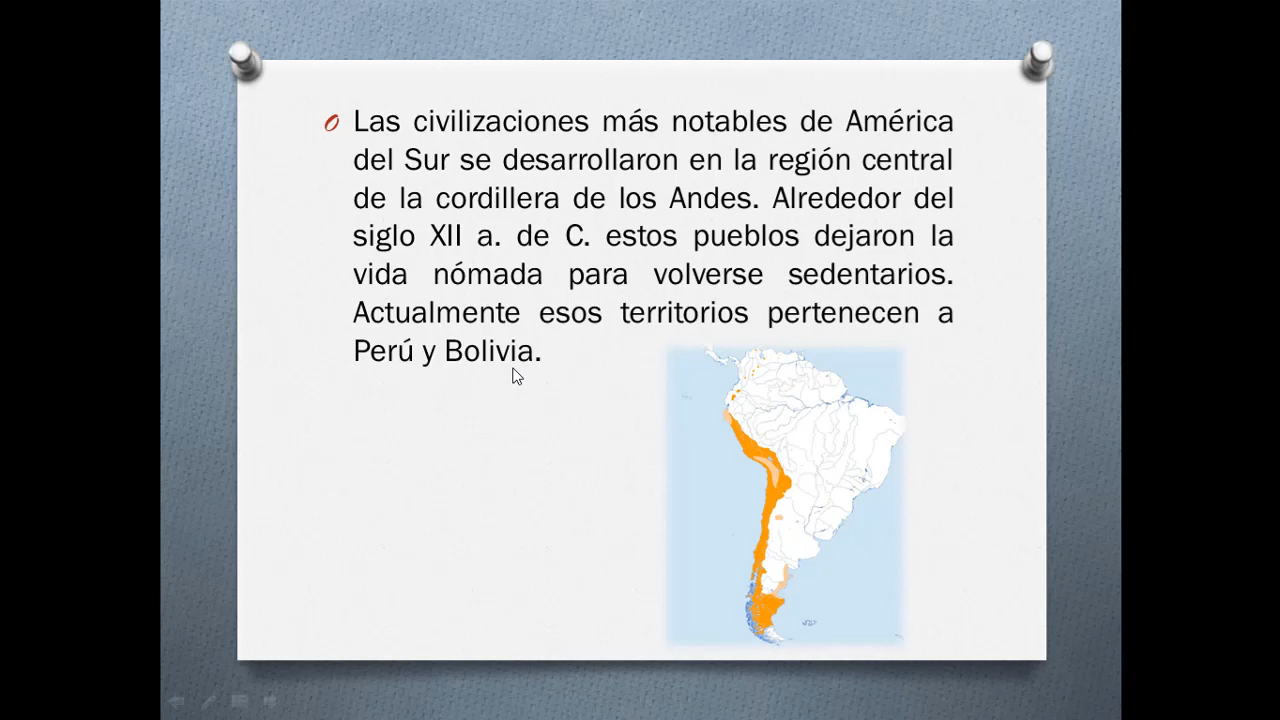 Las civilizaciones más notables de América
del Sur se desarrollaron en la región central
de la cordillera de los Andes. Alrededor del
siglo XII a. de C. estos pueblos dejaron la
vida nómada para volverse sedentarios.
Actualmente esos territorios pertenecen a
Perú y Bolivia.